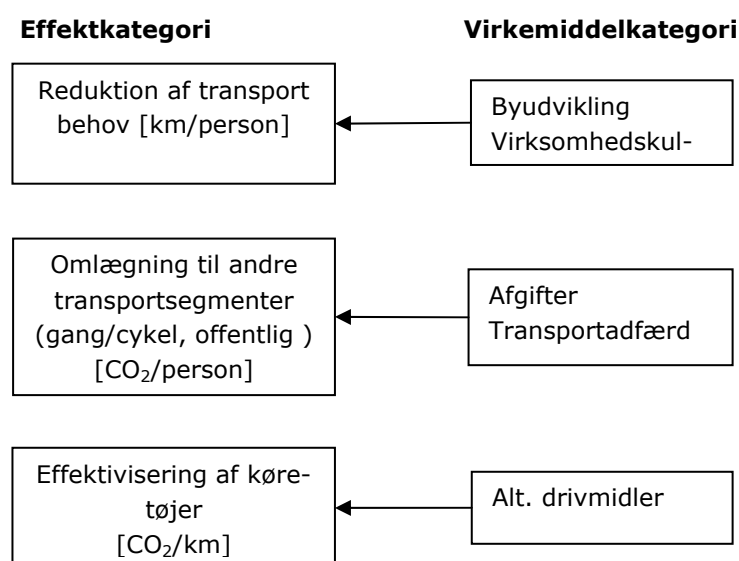 Effektkategori
Virkemiddelkategori
Reduktion af transport
behov [km/person]
Byudvikling
Virksomhedskul-
Omlægning til andre
transportsegmenter
(gang/cykel, offentlig )
[CO₂/person]
Afgifter
Transportadfærd
Effektivisering af køre-
tøjer
[CO₂/km]
Alt. drivmidler